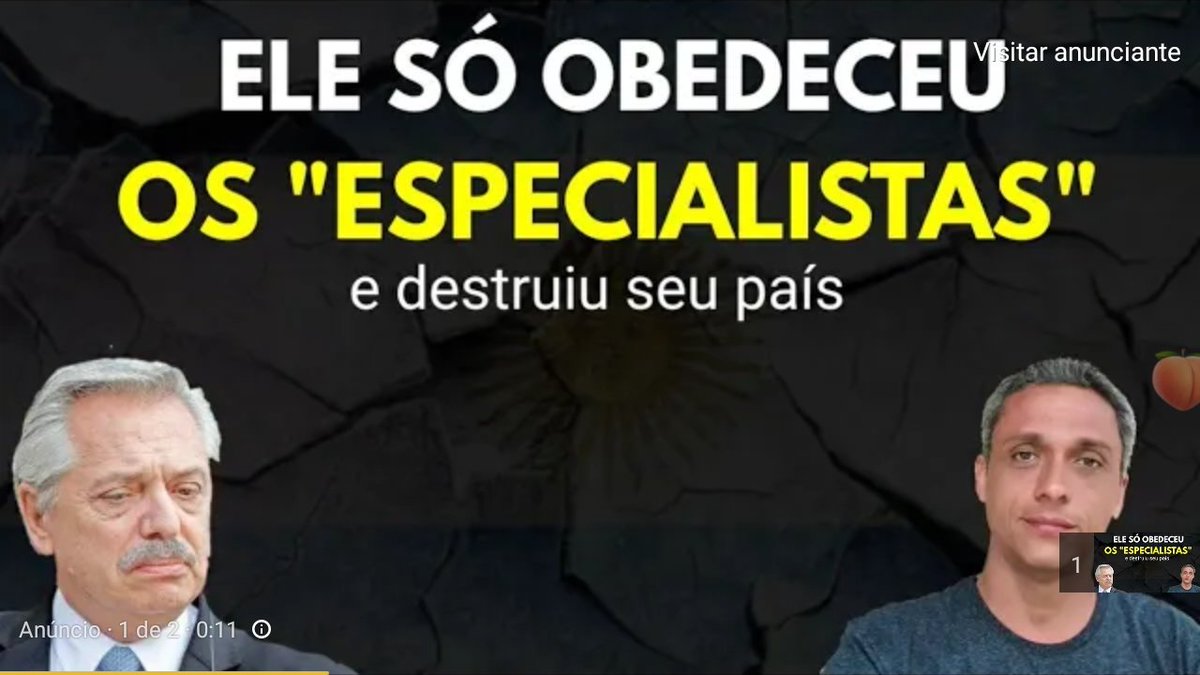 ELE SÓ OBEDECEU
Visitar anunciante
OS "ESPECIALISTAS"
e destruiu seu país
1
ELE SÓ OBEDECEU
OS "ESPECIALISTAS"
e destruiu seu país
Anúncio · 1 de 2 · 0:11